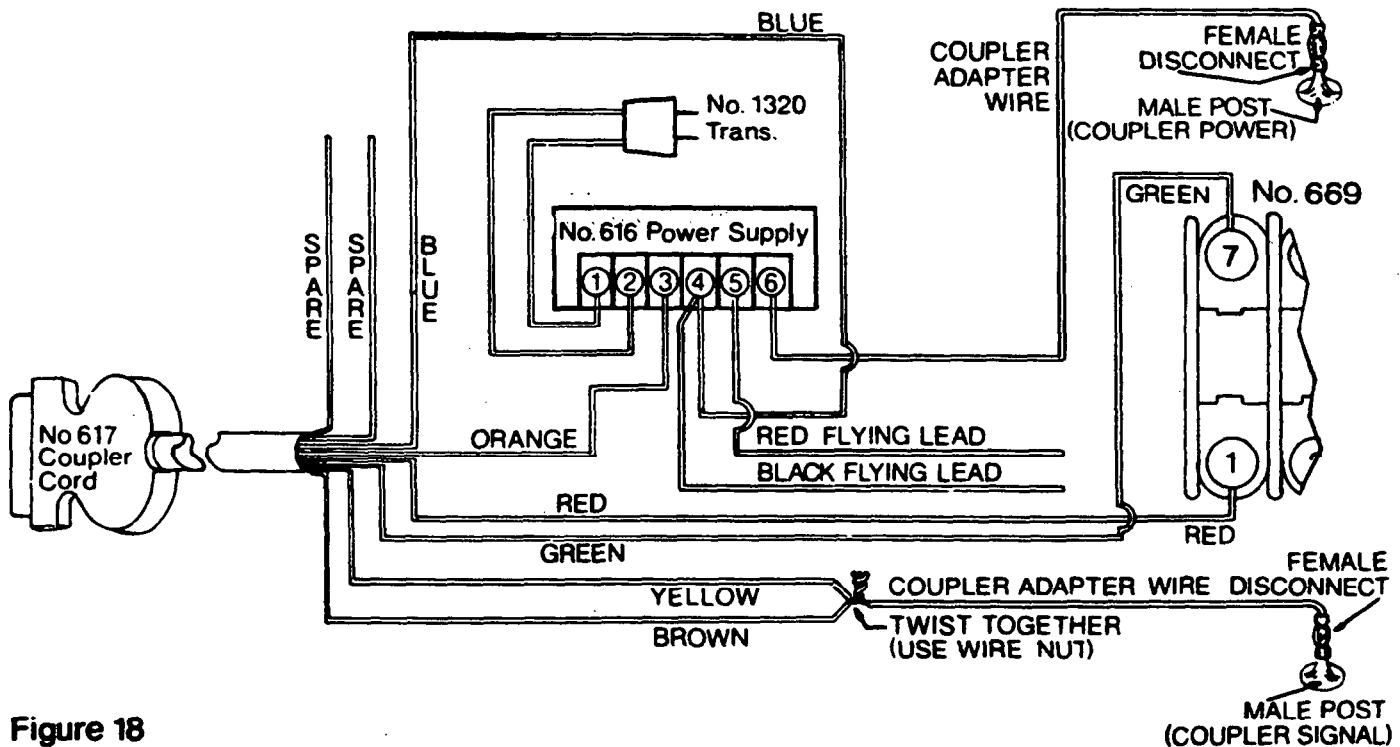 BLUE
COUPLER
ADAPTER
WIRE
FEMALE
DISCONNECT
MALE POST
(COUPLER POWER)
No. 1320
Trans.
GREEN
No. 669
No. 616 Power Supply
1 2 3 4 5 6
7
SPARE
SPARE
BLUE
No 617
Coupler
Cord
ORANGE
RED FLYING LEAD
BLACK FLYING LEAD
1
RED
RED
GREEN
FEMALE
DISCONNECT
COUPLER ADAPTER WIRE
YELLOW
BROWN
TWIST TOGETHER
(USE WIRE NUT)
MALE POST
(COUPLER SIGNAL)
Figure 18